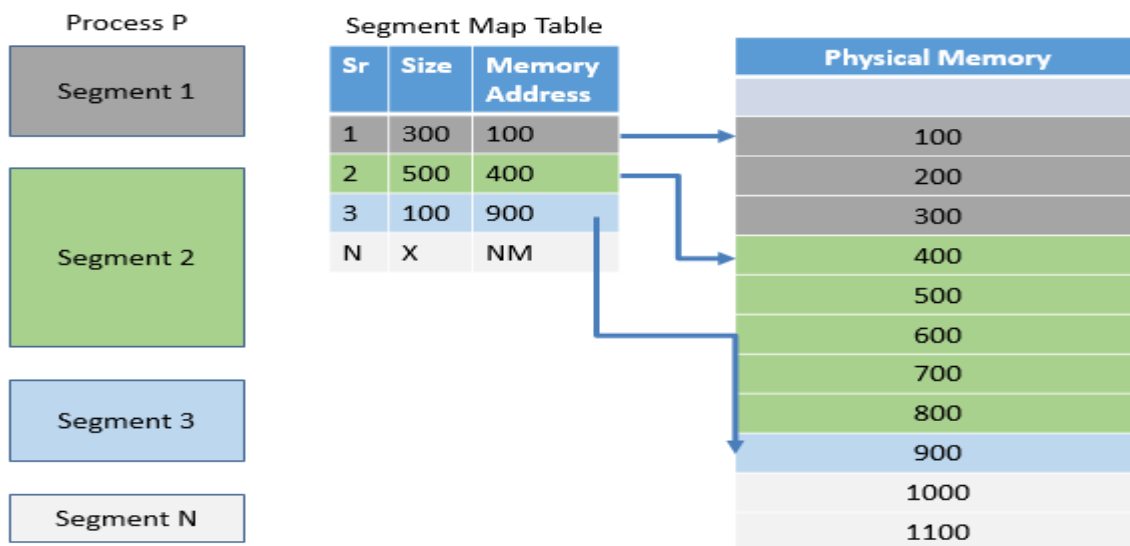 Process P
Segment 1
Segment 2
Segment 3
Segment N
Segment Map Table
Sr Size Memory
Address
1 300 100
2 500 400
3 100 900
N X NM
Physical Memory
100
200
300
400
500
600
700
800
900
1000
1100